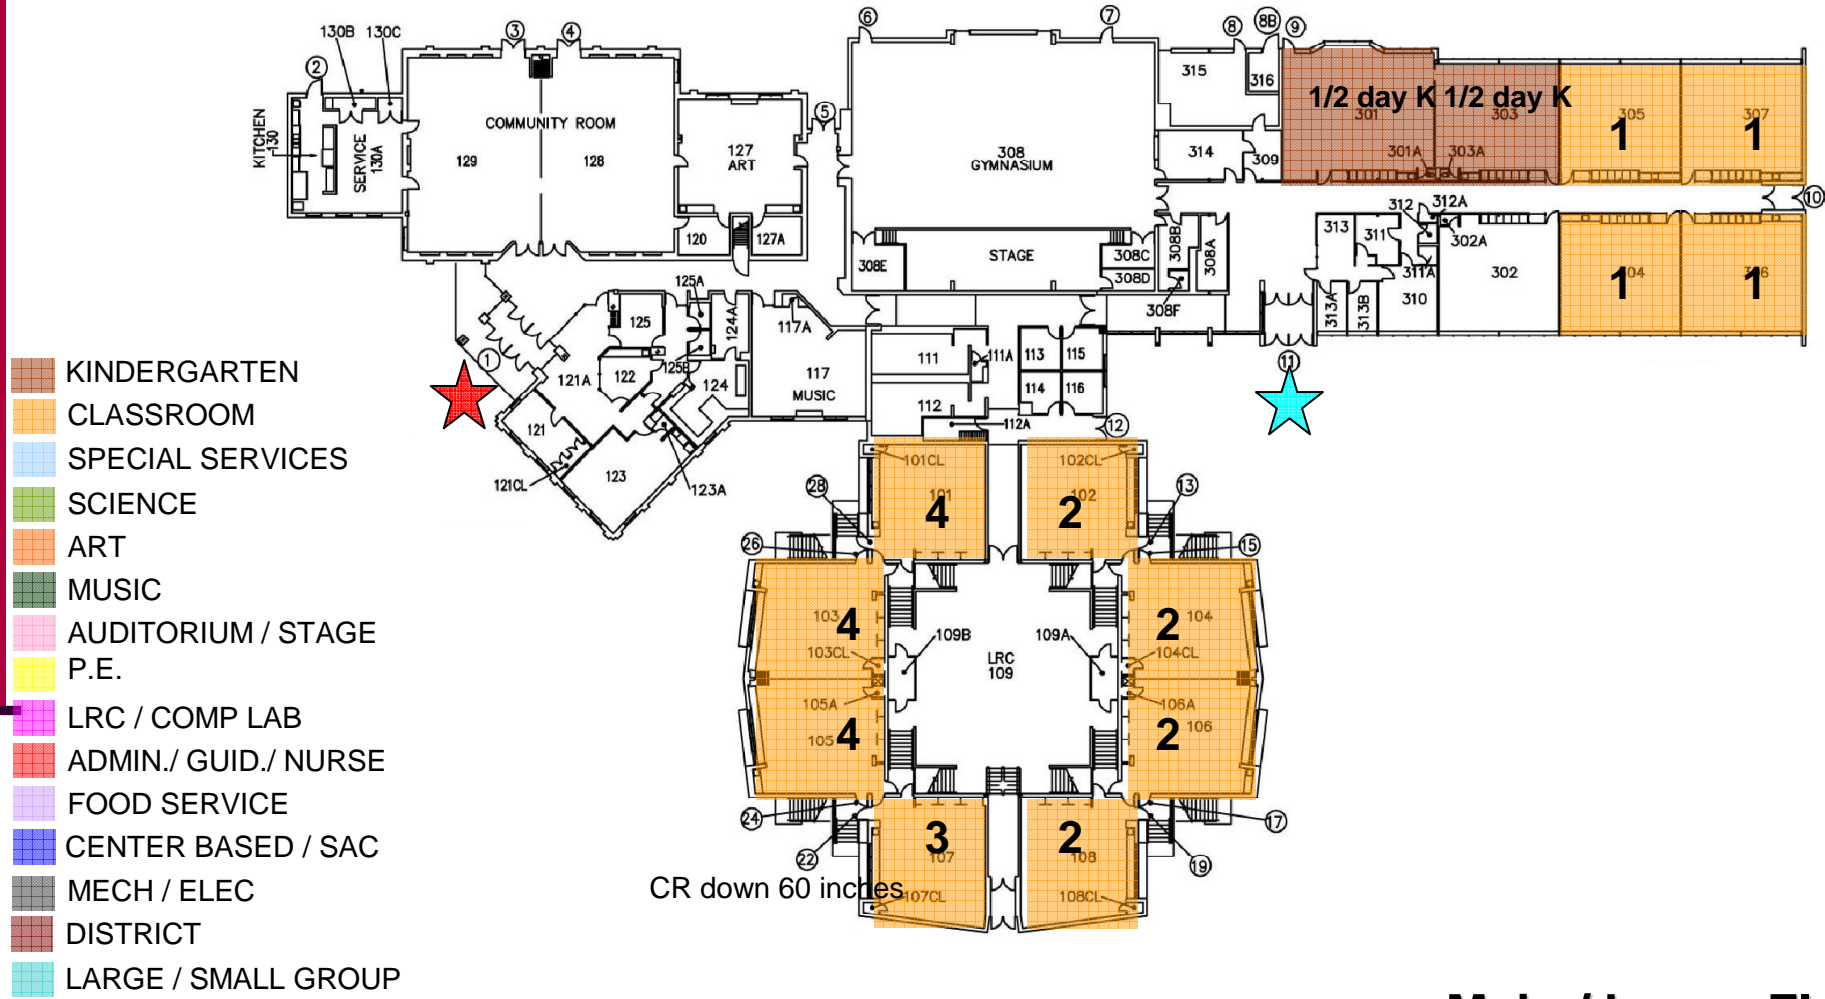 130B 130C
3 4
6 7 8 8B 9
2
315 316
1/2 day K 1/2 day K
301 303 305 307
1 1
KITCHEN
130
SERVICE
130A
COMMUNITY ROOM
129 128
127
ART
5
308
GYMNASIUM
314 309
301A 303A
10
120 127A
308E
STAGE
308C
308D
308B
308A
308F
313 311 312 312A
302A
311A
302
310
313A 313B
1 1
11
125A
125
124A
117A
125B
1
121A 122 124
117
MUSIC
111 111A
113 115
114 116
112
112A
12
121
121CL
123
123A
KINDERGARTEN
CLASSROOM
SPECIAL SERVICES
SCIENCE
ART
MUSIC
AUDITORIUM / STAGE
P.E.
LRC / COMP LAB
ADMIN./ GUID./ NURSE
FOOD SERVICE
CENTER BASED / SAC
MECH / ELEC
DISTRICT
LARGE / SMALL GROUP
101CL 102CL
28 101 102 13
4 2
26 15
103 4 2 104
103CL 109B 109A 104CL
LRC
109
105A 106A
105 4 2 106
24 17
3 2
22 107 108 19
CR down 60 inches
107CL 108CL